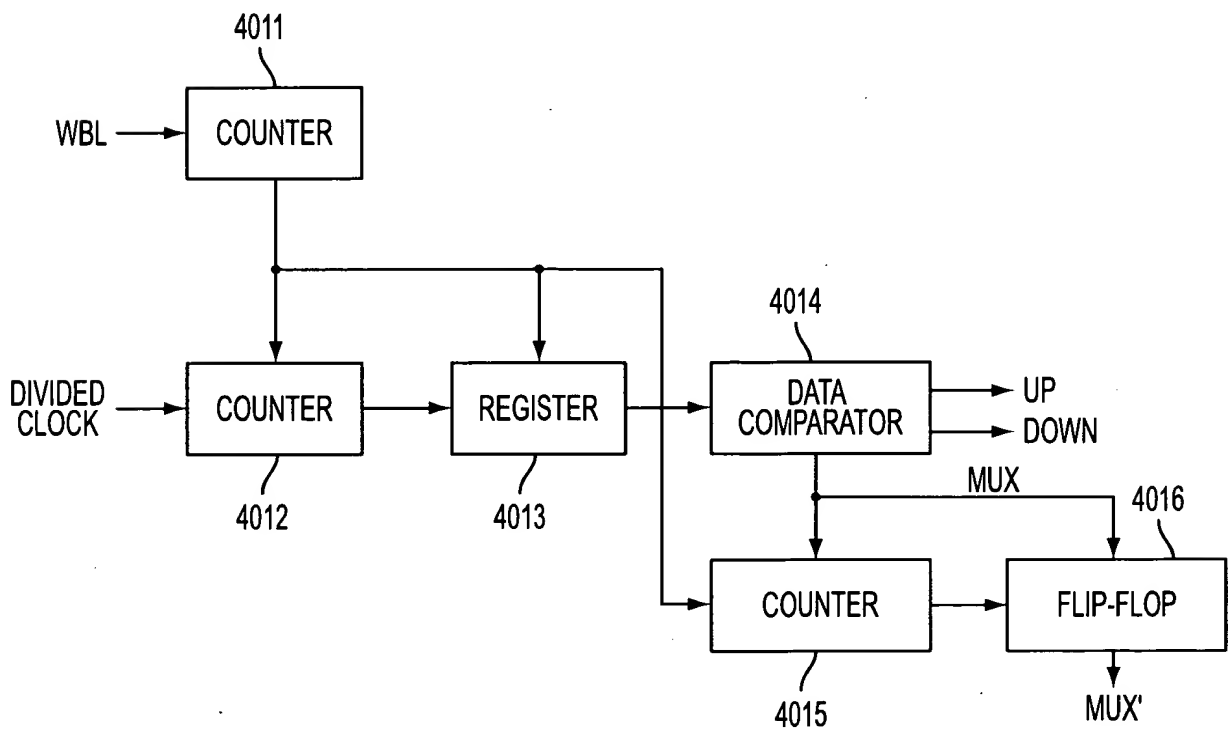 4011
WBL
COUNTER
4014
DIVIDED
CLOCK
COUNTER
REGISTER
DATA
COMPARATOR
UP
DOWN
4012
4013
MUX
4016
COUNTER
FLIP-FLOP
4015
MUX'